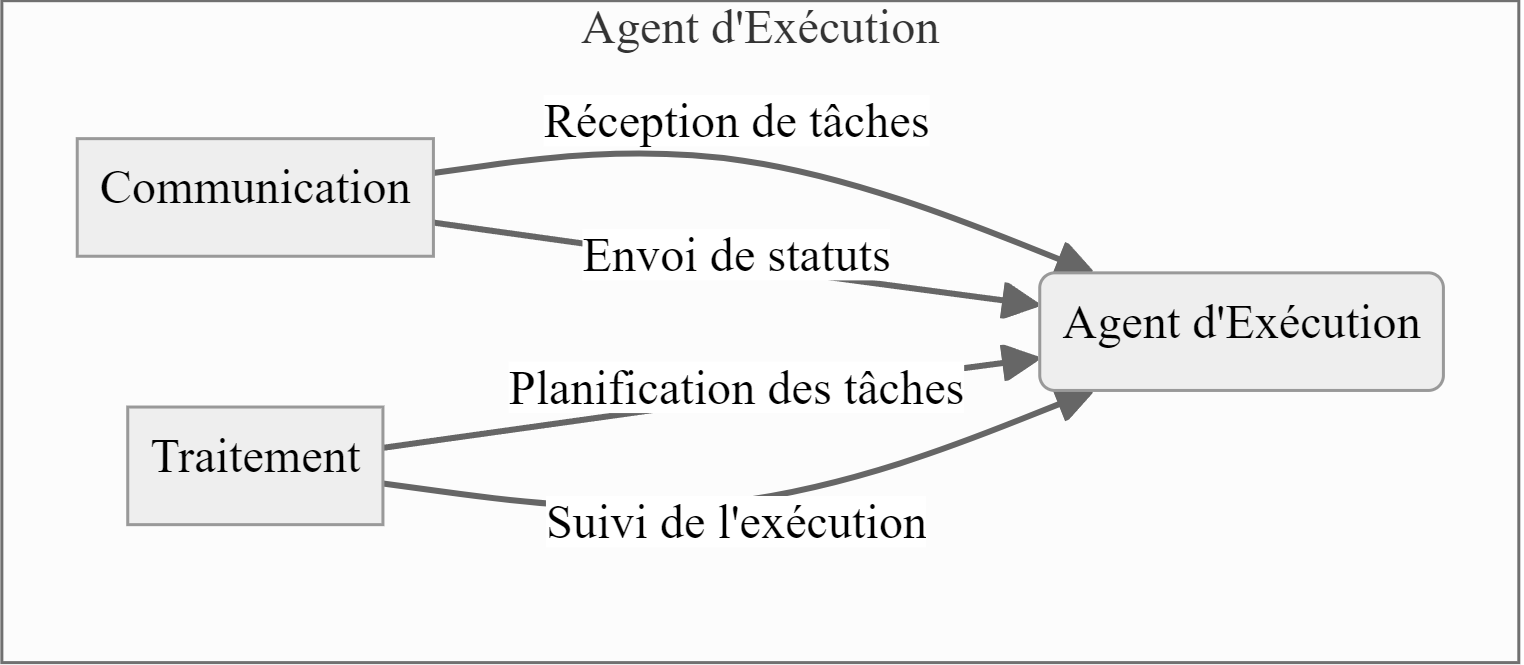 Agent d'Exécution
Réception de tâches
Communication
Envoi de statuts
Agent d'Exécution
Planification des tâches
Traitement
Suivi de l'exécution